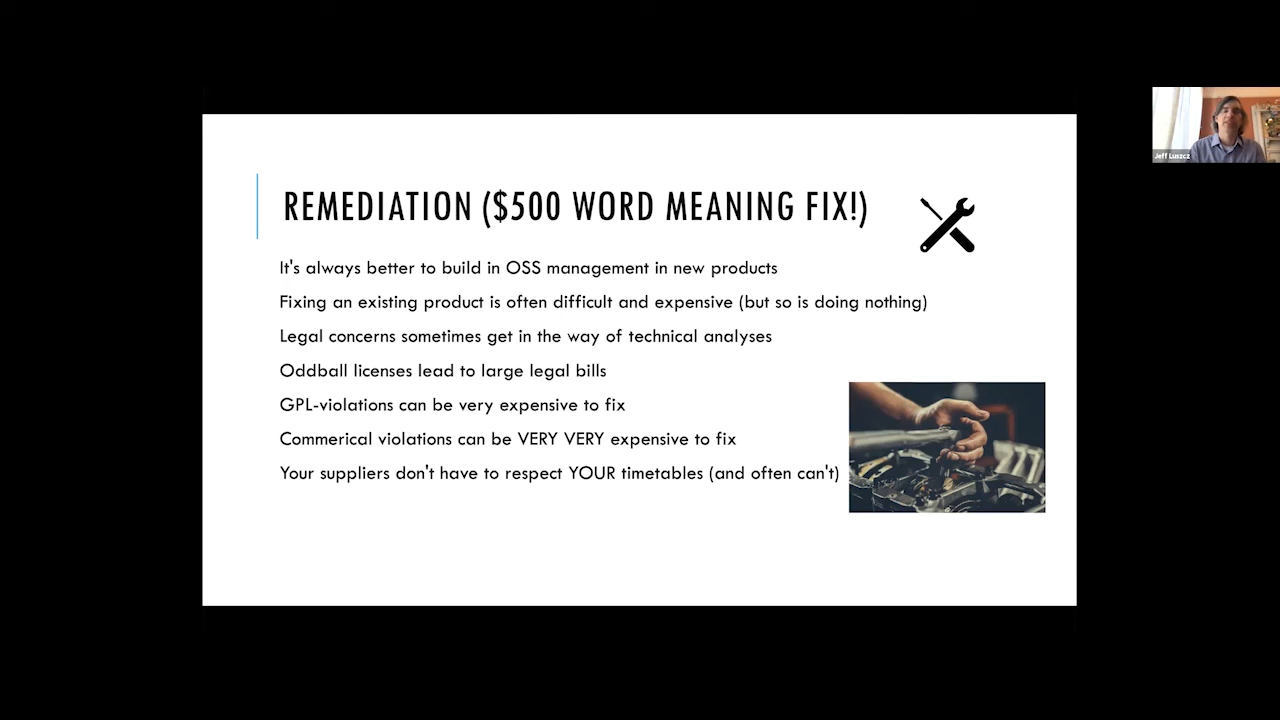 REMEDIATION ($500 WORD MEANING FIX!)
It's always better to build in OSS management in new products
Fixing an existing product is often difficult and expensive (but so is doing nothing)
Legal concerns sometimes get in the way of technical analyses
Oddball licenses lead to large legal bills
GPL-violations can be very expensive to fix
Commerical violations can be VERY VERY expensive to fix
Your suppliers don't have to respect YOUR timetables (and often can't)
Jeff Luszcz